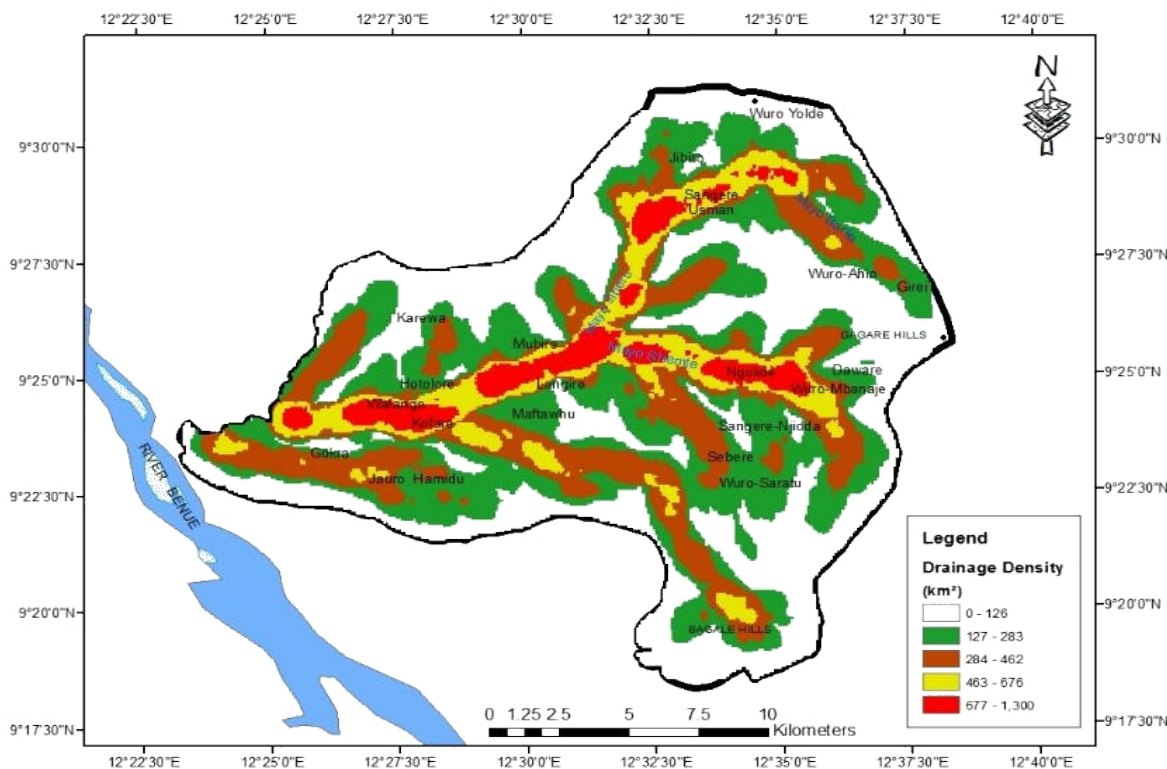 12°22'30"E 12°25'0"E 12°27'30"E 12°30'0"E 12°32'30"E 12°35'0"E 12°37'30"E 12°40'0"E
N
Wuro Yolde
9°30'0"N 9°30'0"N
Jibiro
Sangere
Usman
9°27'30"N 9°27'30"N
Wuro-Ahin
Girei
Karewa
GAGARE HILLS
Mubire
Mayo Sleemte
9°25'0"N 9°25'0"N
Daware
Ngulide
Hotolore
Langire
Wuro-Mbanaje
Wafango
Kofare
Maftawhu
Sangere-Njidda
Gokra
Sebere
RIVER BENUE
Jauro Hamidu
Wuro-Saratu
9°22'30"N 9°22'30"N
Legend
Drainage Density
(km²)
0 - 126
127 - 283
284 - 462
463 - 676
677 - 1,300
9°20'0"N 9°20'0"N
BAGALE HILLS
0 1.25 2.5 5 7.5 10
Kilometers
9°17'30"N 9°17'30"N
12°22'30"E 12°25'0"E 12°27'30"E 12°30'0"E 12°32'30"E 12°35'0"E 12°37'30"E 12°40'0"E